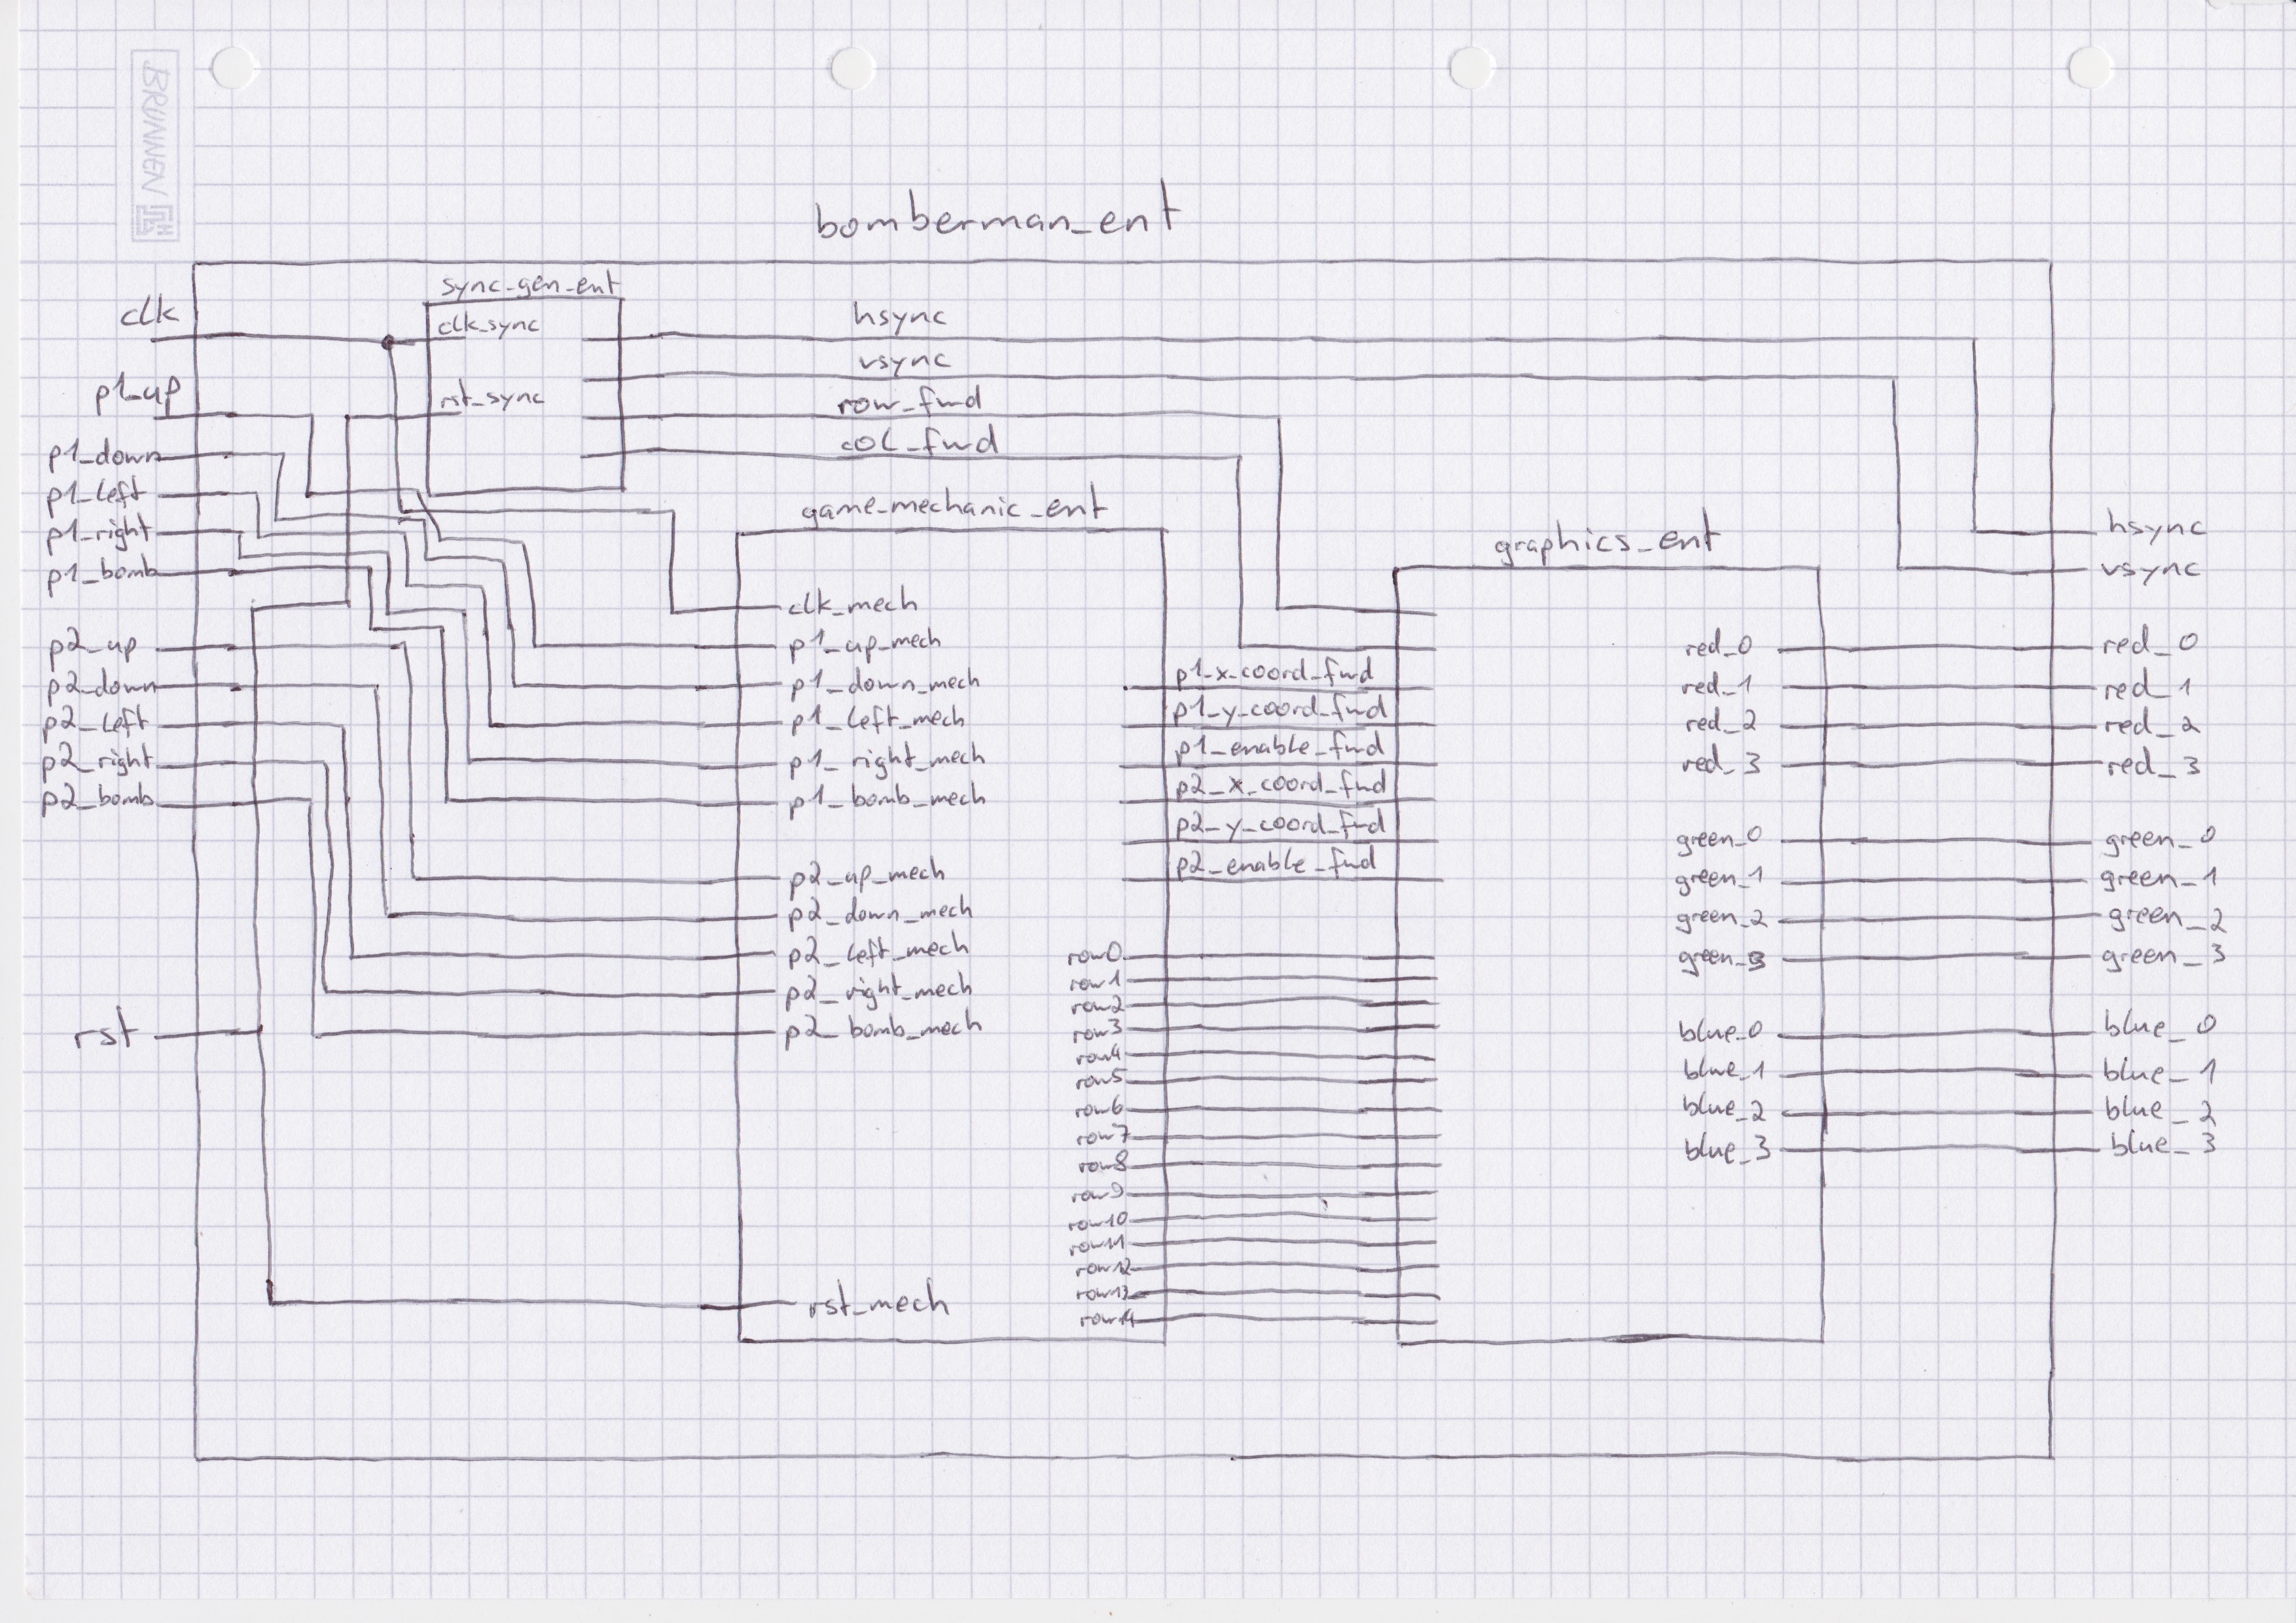 BRUNNEN
bomberman_ent
sync_gen_ent
clk
clk_sync
hsync
vsync
p1_up
rst_sync
row_fwd
col_fwd
p1_down
p1_left
p1_right
p1_bomb
game_mechanic_ent
graphics_ent
hsync
vsync
clk_mech
p1_up_mech
p1_down_mech
p1_left_mech
p1_right_mech
p1_bomb_mech
p2_up
p2_down
p2_left
p2_right
p2_bomb
p2_up_mech
p2_down_mech
p2_left_mech
p2_right_mech
p2_bomb_mech
rst
rst_mech
p1_x_coord_fwd
p1_y_coord_fwd
p1_enable_fwd
p2_x_coord_fwd
p2_y_coord_fwd
p2_enable_fwd
row0
row1
row2
row3
row4
row5
row6
row7
row8
row9
row10
row11
row12
row13
row14
red_0
red_1
red_2
red_3
green_0
green_1
green_2
green_3
blue_0
blue_1
blue_2
blue_3
red_0
red_1
red_2
red_3
green_0
green_1
green_2
green_3
blue_0
blue_1
blue_2
blue_3